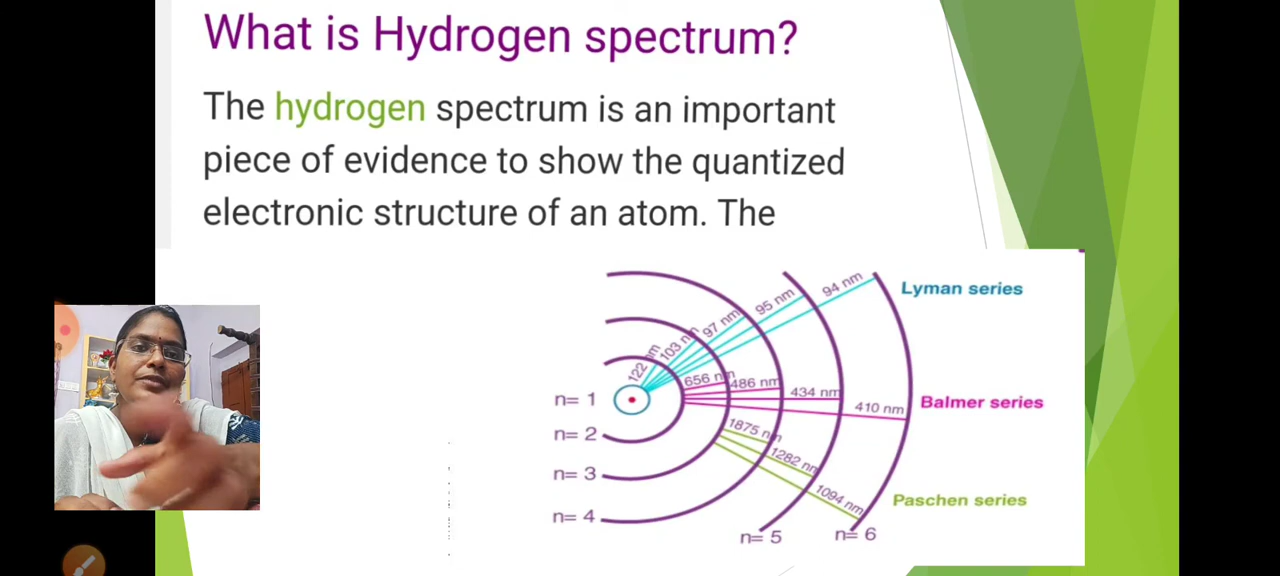 What is Hydrogen spectrum?
The hydrogen spectrum is an important
piece of evidence to show the quantized
electronic structure of an atom. The
94 nm
Lyman series
95 nm
97 nm
103 nm
122 nm
656 nm
486 nm
434 nm
410 nm
Balmer series
n= 1
n= 2
1875 nm
1282 nm
n= 3
1094 nm
Paschen series
n= 4
n= 5
n= 6